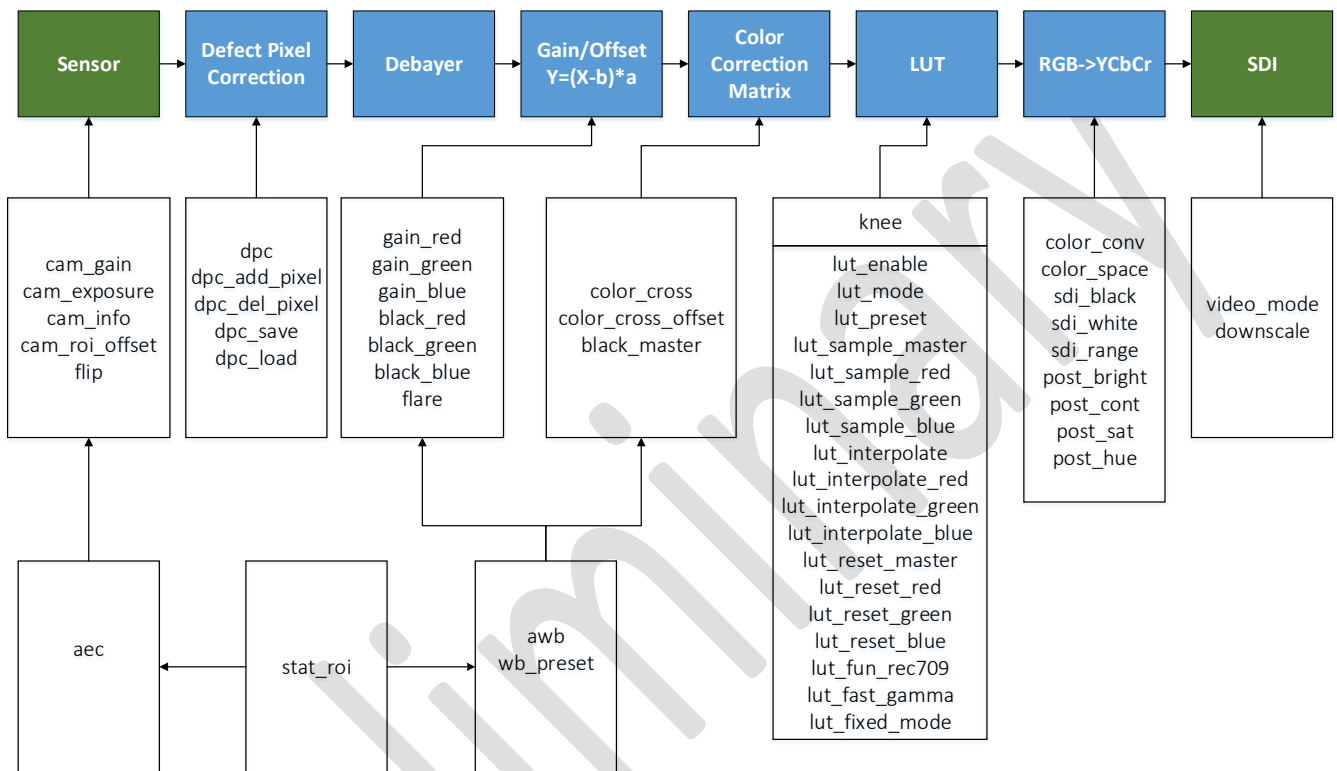 Sensor
Defect Pixel
Correction
Debayer
Gain/Offset
Y=(X-b)*a
Color
Correction
Matrix
LUT
RGB->YCbCr
SDI
cam_gain
cam_exposure
cam_info
cam_roi_offset
flip
dpc
dpc_add_pixel
dpc_del_pixel
dpc_save
dpc_load
gain_red
gain_green
gain_blue
black_red
black_green
black_blue
flare
color_cross
color_cross_offset
black_master
knee
lut_enable
lut_mode
lut_preset
lut_sample_master
lut_sample_red
lut_sample_green
lut_sample_blue
lut_interpolate
lut_interpolate_red
lut_interpolate_green
lut_interpolate_blue
lut_reset_master
lut_reset_red
lut_reset_green
lut_reset_blue
lut_fun_rec709
lut_fast_gamma
lut_fixed_mode
color_conv
color_space
sdi_black
sdi_white
sdi_range
post_bright
post_cont
post_sat
post_hue
video_mode
downscale
aec
stat_roi
awb
wb_preset
liminary